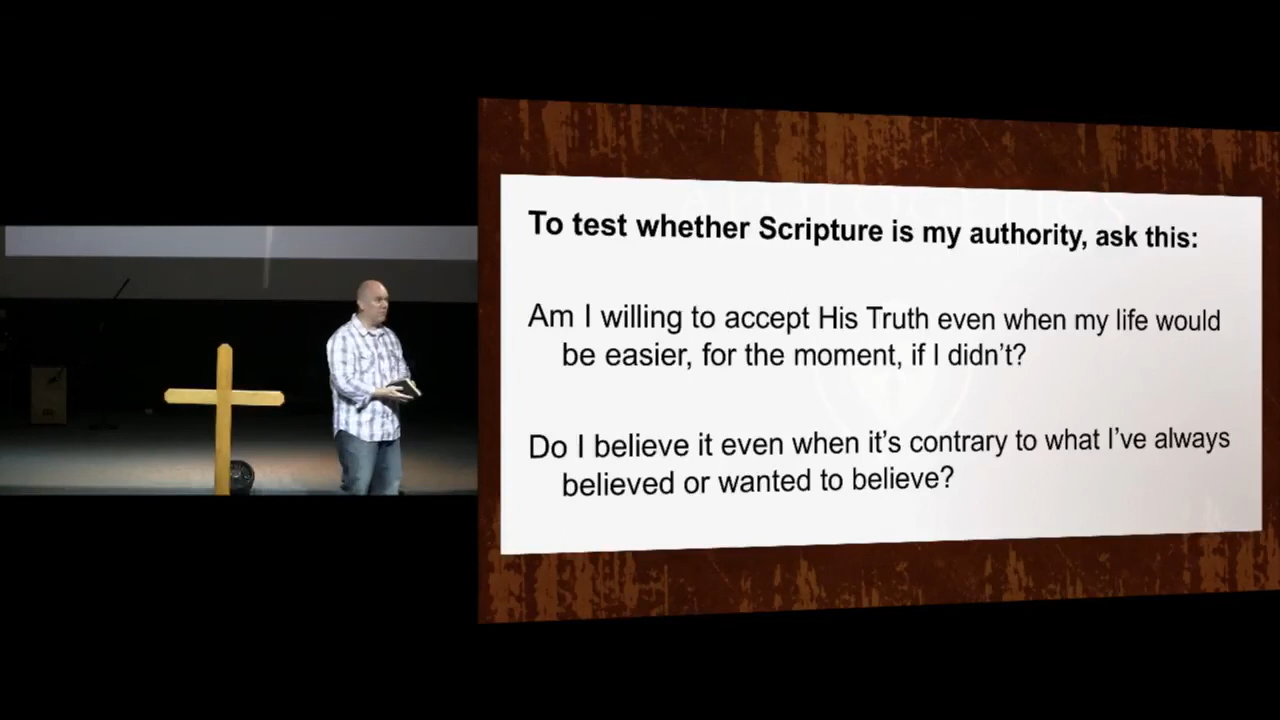 To test whether Scripture is my authority, ask this:
Am I willing to accept His Truth even when my life would
be easier, for the moment, if I didn't?
Do I believe it even when it's contrary to what I've always
believed or wanted to believe?